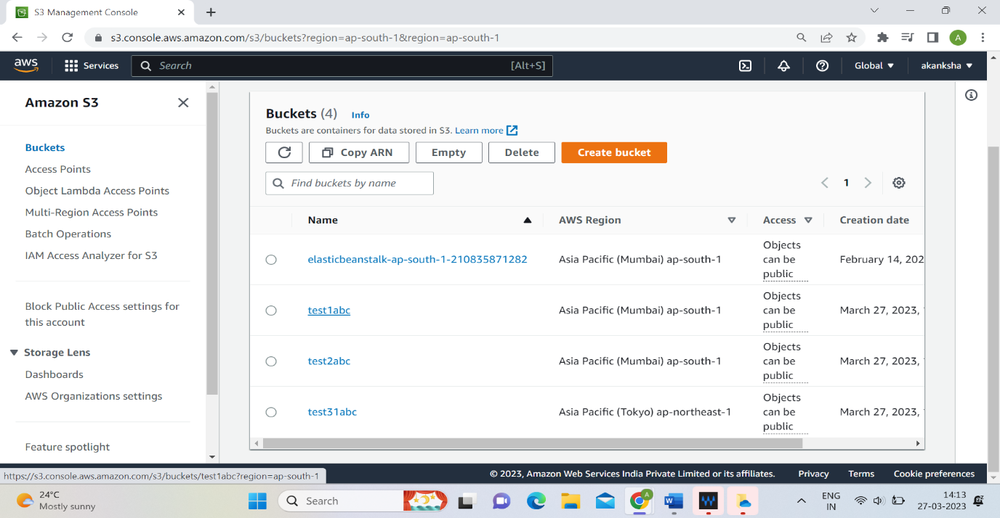 S3 Management Console
s3.console.aws.amazon.com/s3/buckets?region=ap-south-1&region=ap-south-1
A
aws
Services
Search
[Alt+S]
Global
akanksha
Amazon S3
Buckets
Access Points
Object Lambda Access Points
Multi-Region Access Points
Batch Operations
IAM Access Analyzer for S3
Block Public Access settings for
this account
Storage Lens
Dashboards
AWS Organizations settings
Feature spotlight
Buckets (4) Info
Buckets are containers for data stored in S3. Learn more
Copy ARN Empty Delete Create bucket
Find buckets by name
1
Name AWS Region Access Creation date
elasticbeanstalk-ap-south-1-210835871282 Asia Pacific (Mumbai) ap-south-1 Objects
can be
public
February 14, 202
test1abc Asia Pacific (Mumbai) ap-south-1 Objects
can be
public
March 27, 2023,
test2abc Asia Pacific (Mumbai) ap-south-1 Objects
can be
public
March 27, 2023,
test31abc Asia Pacific (Tokyo) ap-northeast-1 Objects
can be
public
March 27, 2023,
https://s3.console.aws.amazon.com/s3/buckets/test1abc?region=ap-south-1
© 2023, Amazon Web Services India Private Limited or its affiliates. Privacy Terms Cookie preferences
24°C
Mostly sunny
Search
A
W
ENG
IN
14:13
27-03-2023